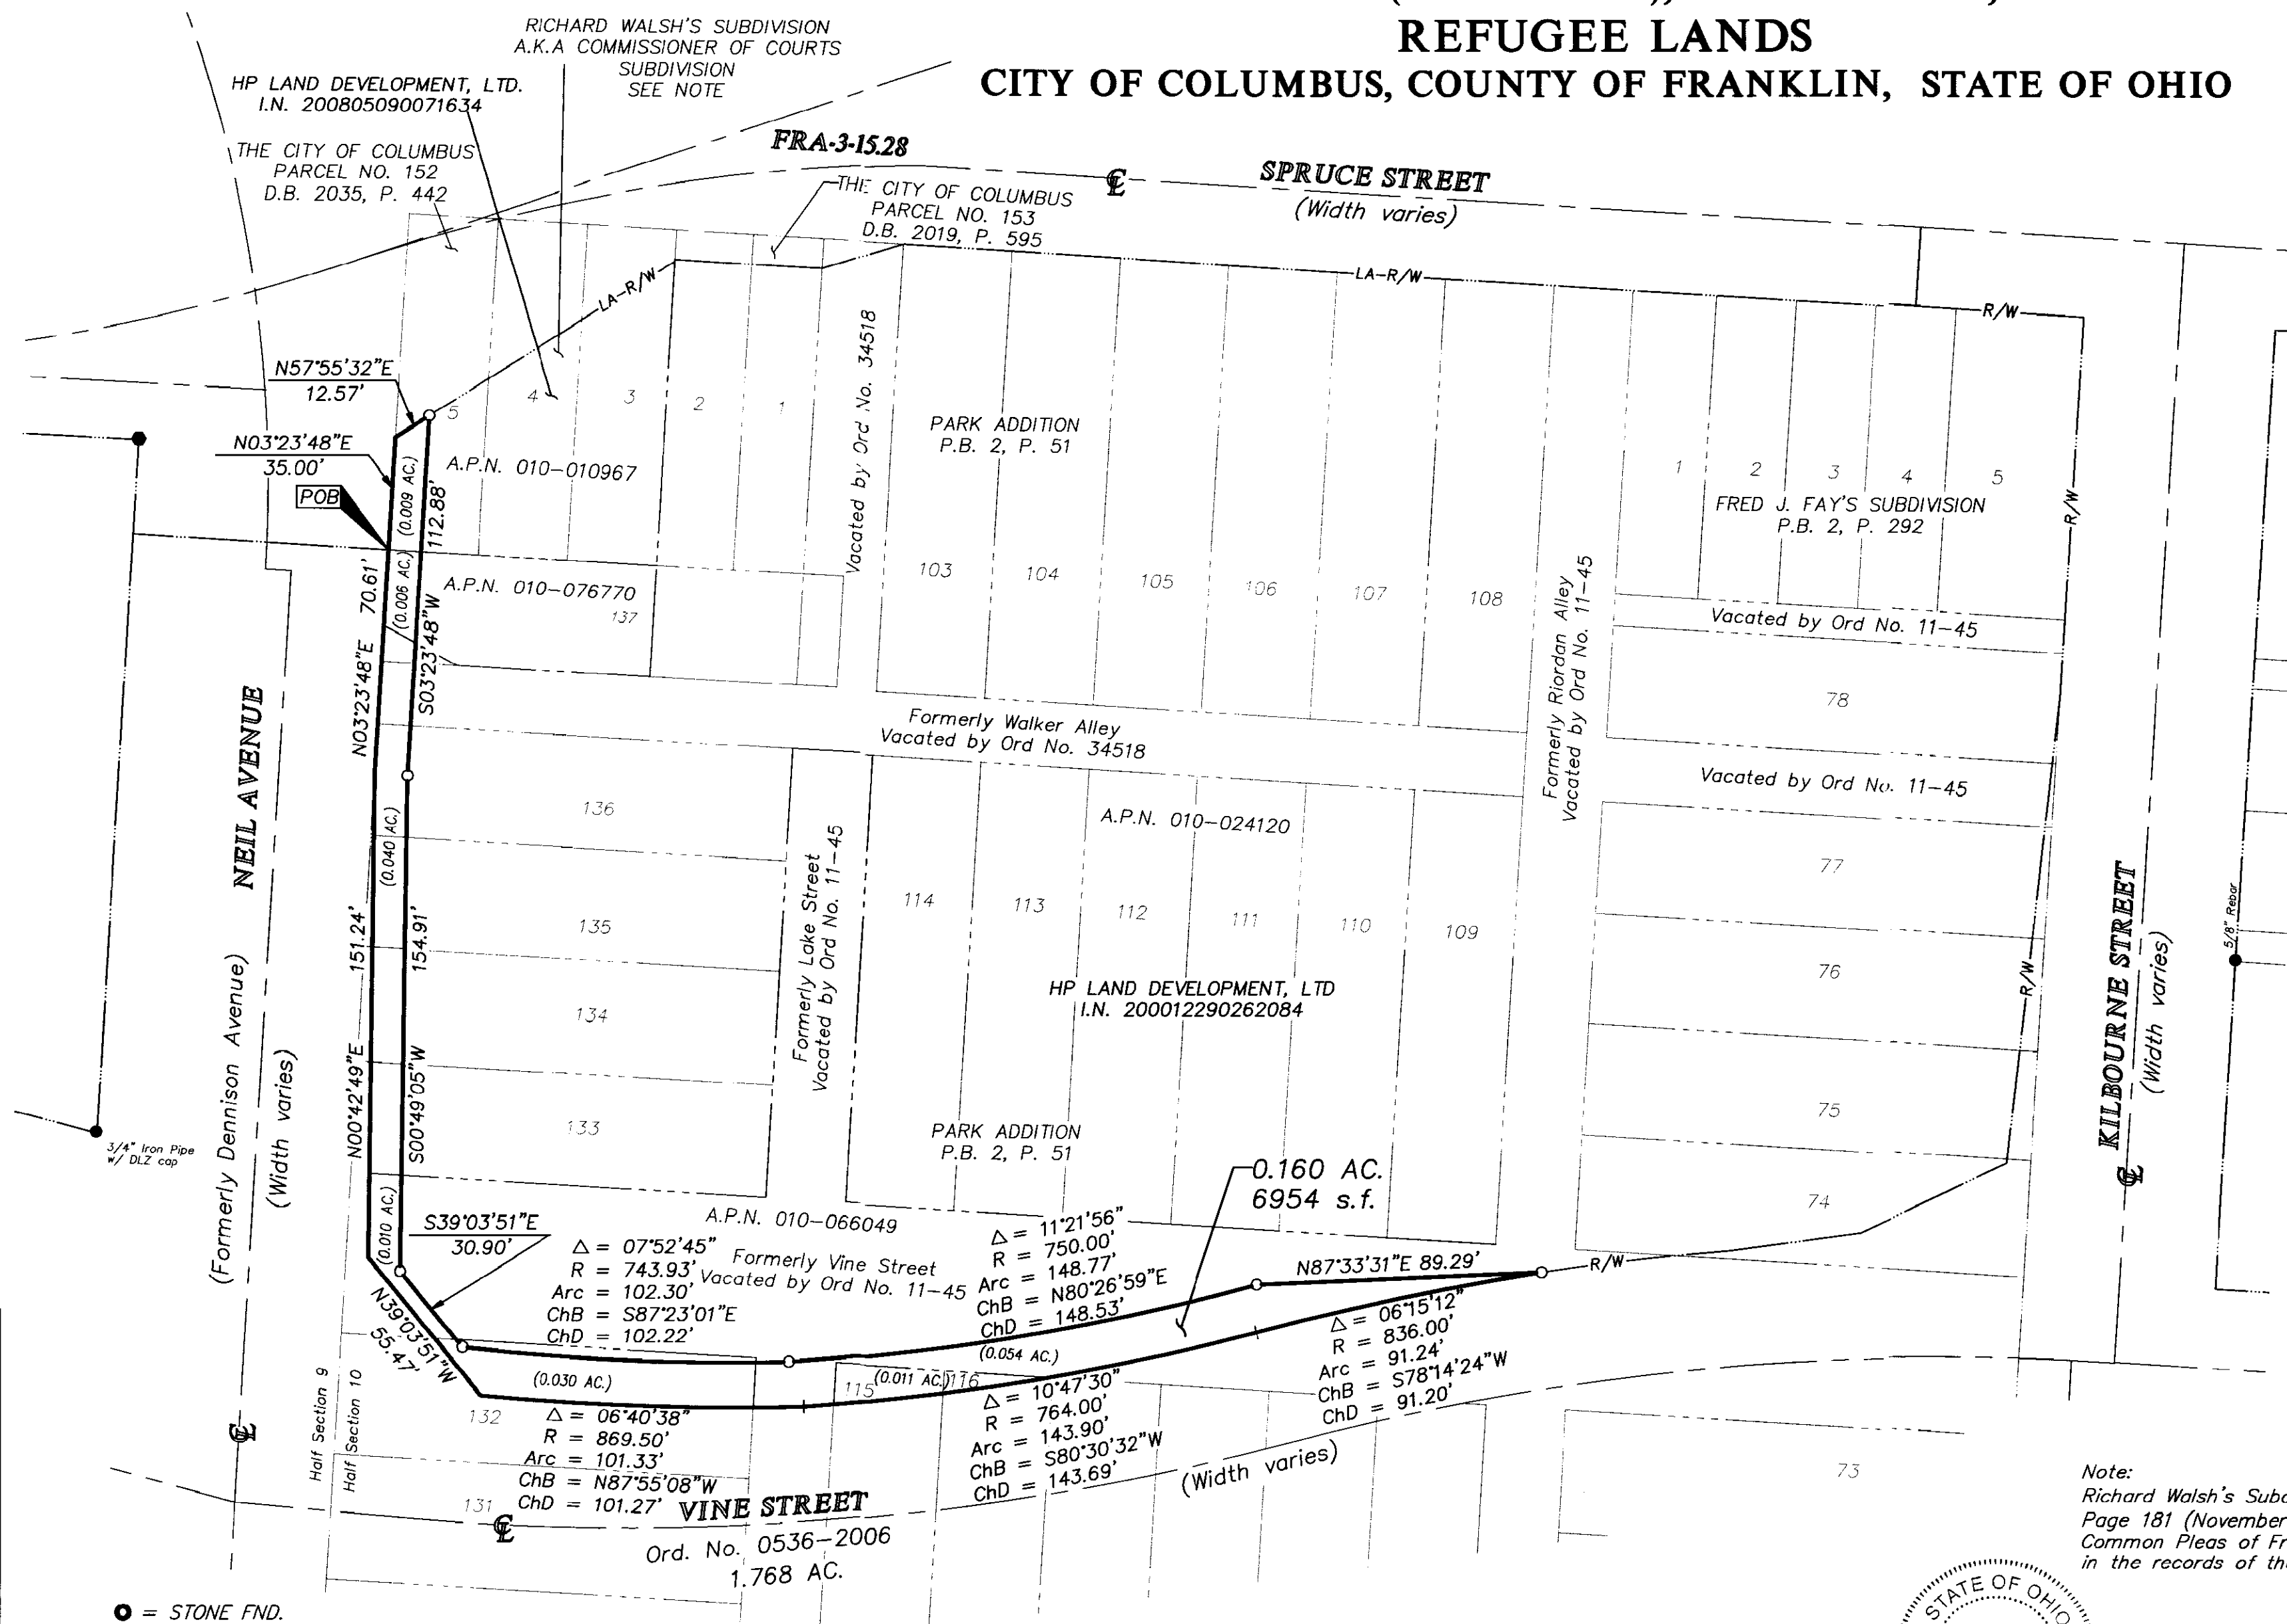 REFUGEE LANDS
CITY OF COLUMBUS, COUNTY OF FRANKLIN, STATE OF OHIO
RICHARD WALSH'S SUBDIVISION
A.K.A COMMISSIONER OF COURTS
SUBDIVISION
SEE NOTE
HP LAND DEVELOPMENT, LTD.
I.N. 200805090071634
THE CITY OF COLUMBUS
PARCEL NO. 152
D.B. 2035, P. 442
FRA-3-15.28
THE CITY OF COLUMBUS
PARCEL NO. 153
D.B. 2019, P. 595
℄
SPRUCE STREET
(Width varies)
LA-R/W
LA-R/W
R/W
N57°55'32"E
12.57'
N03°23'48"E
35.00'
POB
5
4
3
2
1
A.P.N. 010-010967
(0.009 AC.)
112.88'
Vacated by Ord No. 34518
PARK ADDITION
P.B. 2, P. 51
1
2
3
4
5
FRED J. FAY'S SUBDIVISION
P.B. 2, P. 292
R/W
70.61'
N03°23'48"E
(0.006 AC.)
S03°23'48"W
A.P.N. 010-076770
137
103
104
105
106
107
108
Formerly Riordan Alley
Vacated by Ord No. 11-45
Vacated by Ord No. 11-45
78
Formerly Walker Alley
Vacated by Ord No. 34518
Vacated by Ord No. 11-45
NEIL AVENUE
(Formerly Dennison Avenue)
(Width varies)
℄
(0.040 AC.)
136
135
134
133
151.24'
N00°42'49"E
154.91'
S00°49'05"W
Formerly Lake Street
Vacated by Ord No. 11-45
A.P.N. 010-024120
114
113
112
111
110
109
HP LAND DEVELOPMENT, LTD
I.N. 200012290262084
PARK ADDITION
P.B. 2, P. 51
77
76
75
74
R/W
KILBOURNE STREET
(Width varies)
℄
5/8" Rebar
3/4" Iron Pipe
w/ DLZ cap
(0.010 AC.)
S39°03'51"E
30.90'
A.P.N. 010-066049
Formerly Vine Street
Vacated by Ord No. 11-45
Δ = 07°52'45"
R = 743.93'
Arc = 102.30'
ChB = S87°23'01"E
ChD = 102.22'
Δ = 11°21'56"
R = 750.00'
Arc = 148.77'
ChB = N80°26'59"E
ChD = 148.53'
0.160 AC.
6954 s.f.
N87°33'31"E 89.29'
R/W
N39°03'51"W
55.47'
Half Section 9
Half Section 10
(0.030 AC.)
(0.054 AC.)
(0.011 AC.)
115
116
132
131
Δ = 06°40'38"
R = 869.50'
Arc = 101.33'
ChB = N87°55'08"W
ChD = 101.27'
Δ = 10°47'30"
R = 764.00'
Arc = 143.90'
ChB = S80°30'32"W
ChD = 143.69'
Δ = 06°15'12"
R = 836.00'
Arc = 91.24'
ChB = S78°14'24"W
ChD = 91.20'
(Width varies)
73
℄
VINE STREET
Ord. No. 0536-2006
1.768 AC.
Note:
Richard Walsh's
Page 181 (November
Common Pleas of
in the records of
STATE OF OHIO
= STONE FND.